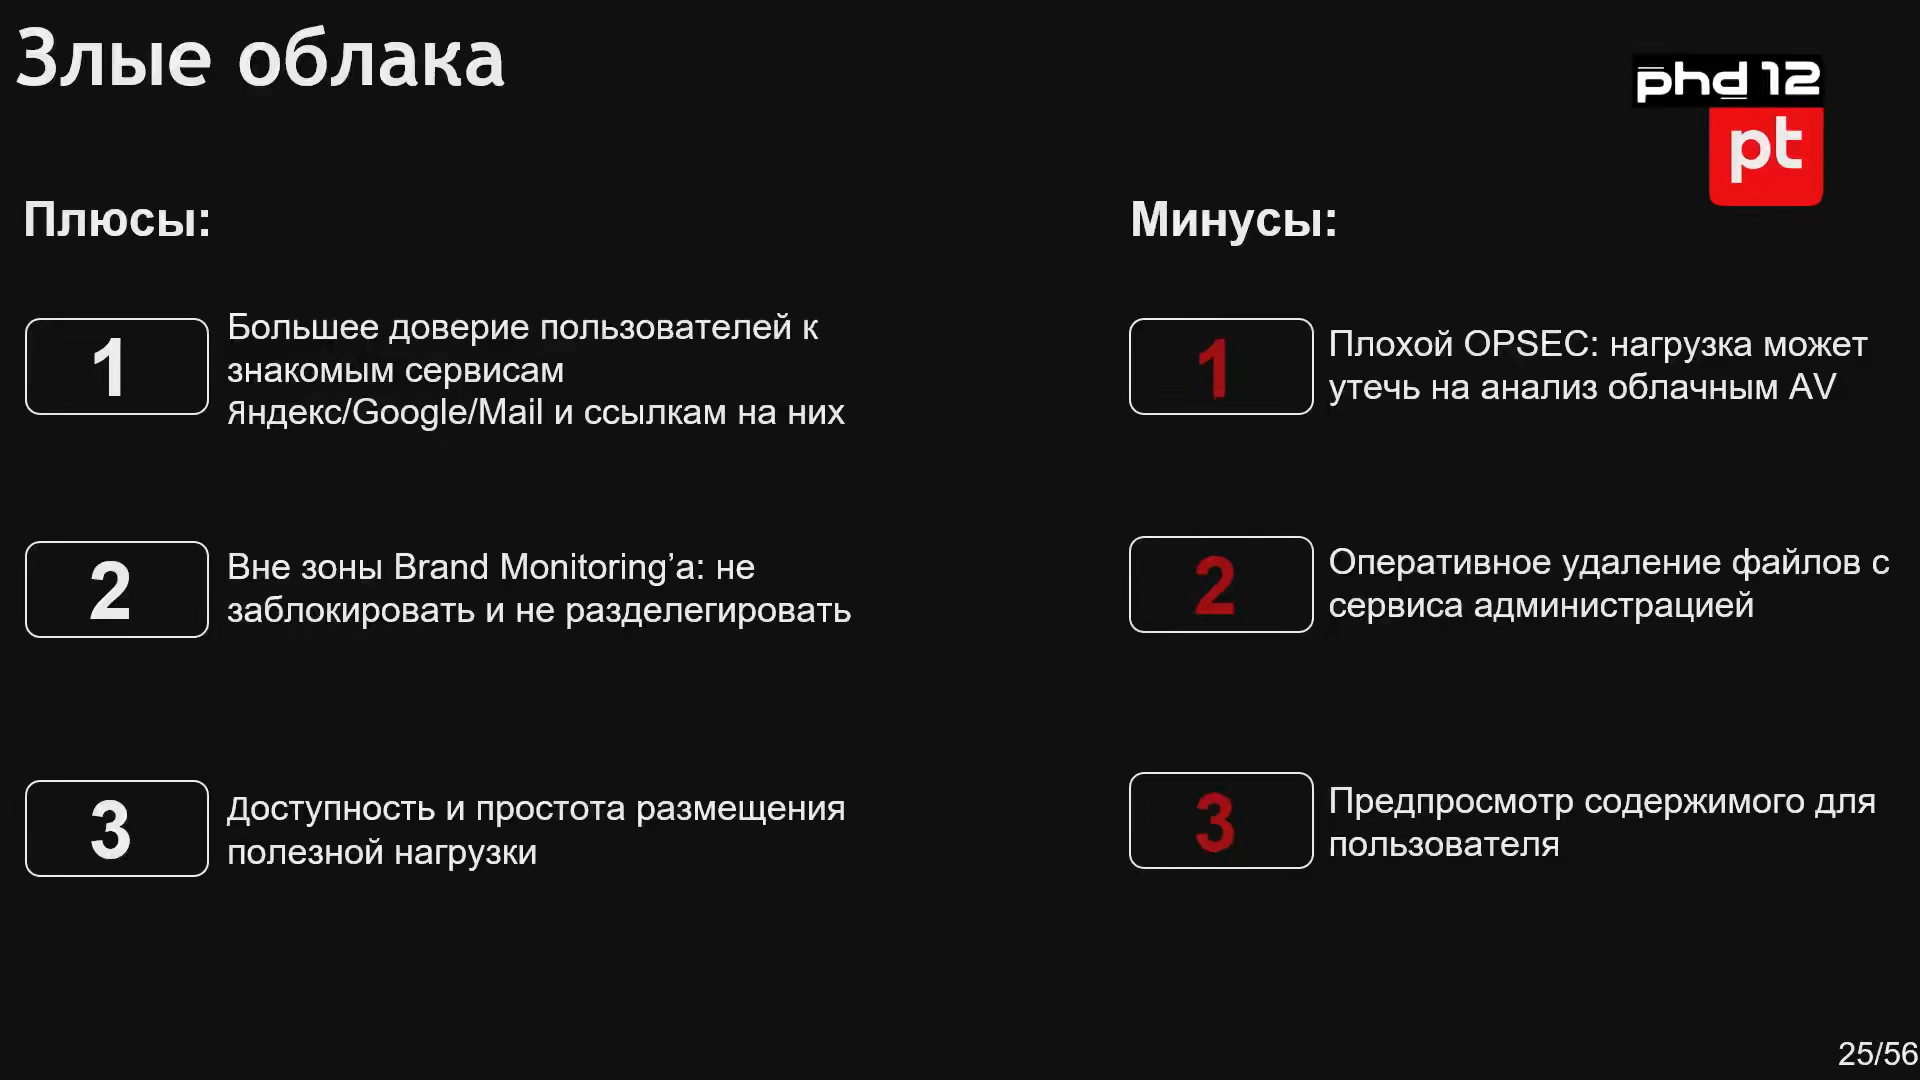 Злые облака
phd 12
pt
Плюсы:
1
Большее доверие пользователей к
знакомым сервисам
Яндекс/Google/Mail и ссылкам на них
2
Вне зоны Brand Monitoring’а: не
заблокировать и не разделегировать
3
Доступность и простота размещения
полезной нагрузки
Минусы:
1
Плохой OPSEC: нагрузка может
утечь на анализ облачным AV
2
Оперативное удаление файлов с
сервиса администрацией
3
Предпросмотр содержимого для
пользователя
25/56